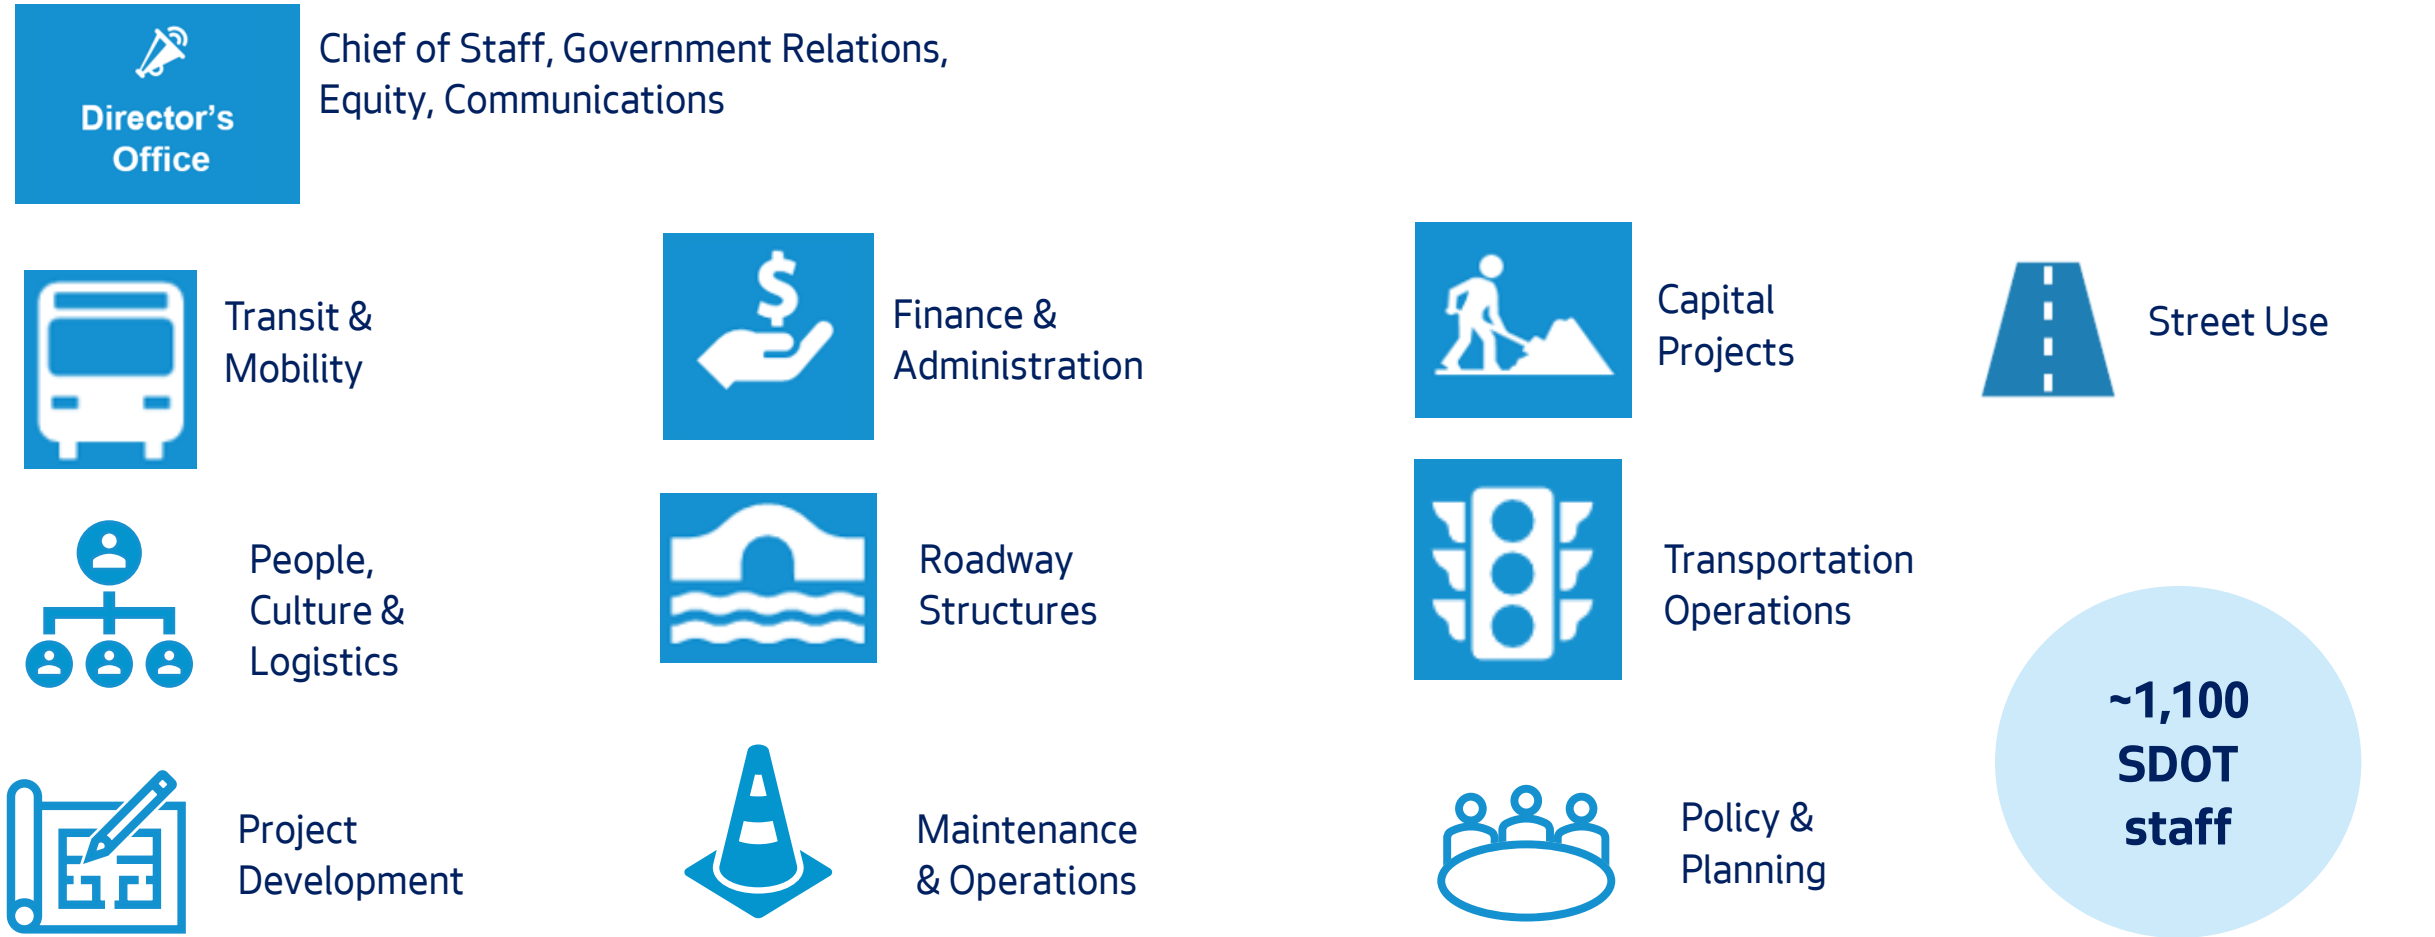 Director's
Office
Chief of Staff, Government Relations,
Equity, Communications
Transit &
Mobility
Finance &
Administration
Capital
Projects
Street Use
People,
Culture &
Logistics
Roadway
Structures
Transportation
Operations
Project
Development
Maintenance
& Operations
Policy &
Planning
~1,100
SDOT
staff